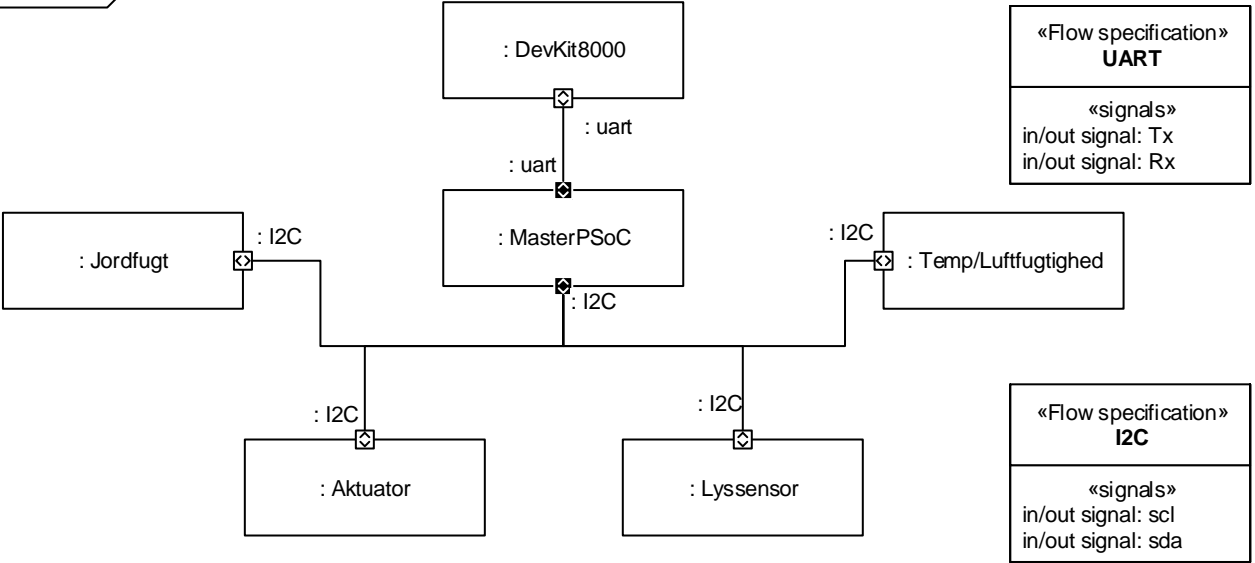 : DevKit8000
: uart
: uart
: MasterPSoC
: I2C
«Flow specification»
UART
«signals»
in/out signal: Tx
in/out signal: Rx
: Jordfugt
: I2C
: I2C
: Temp/Luftfugtighed
: I2C
: Aktuator
: I2C
: Lyssensor
«Flow specification»
I2C
«signals»
in/out signal: scl
in/out signal: sda